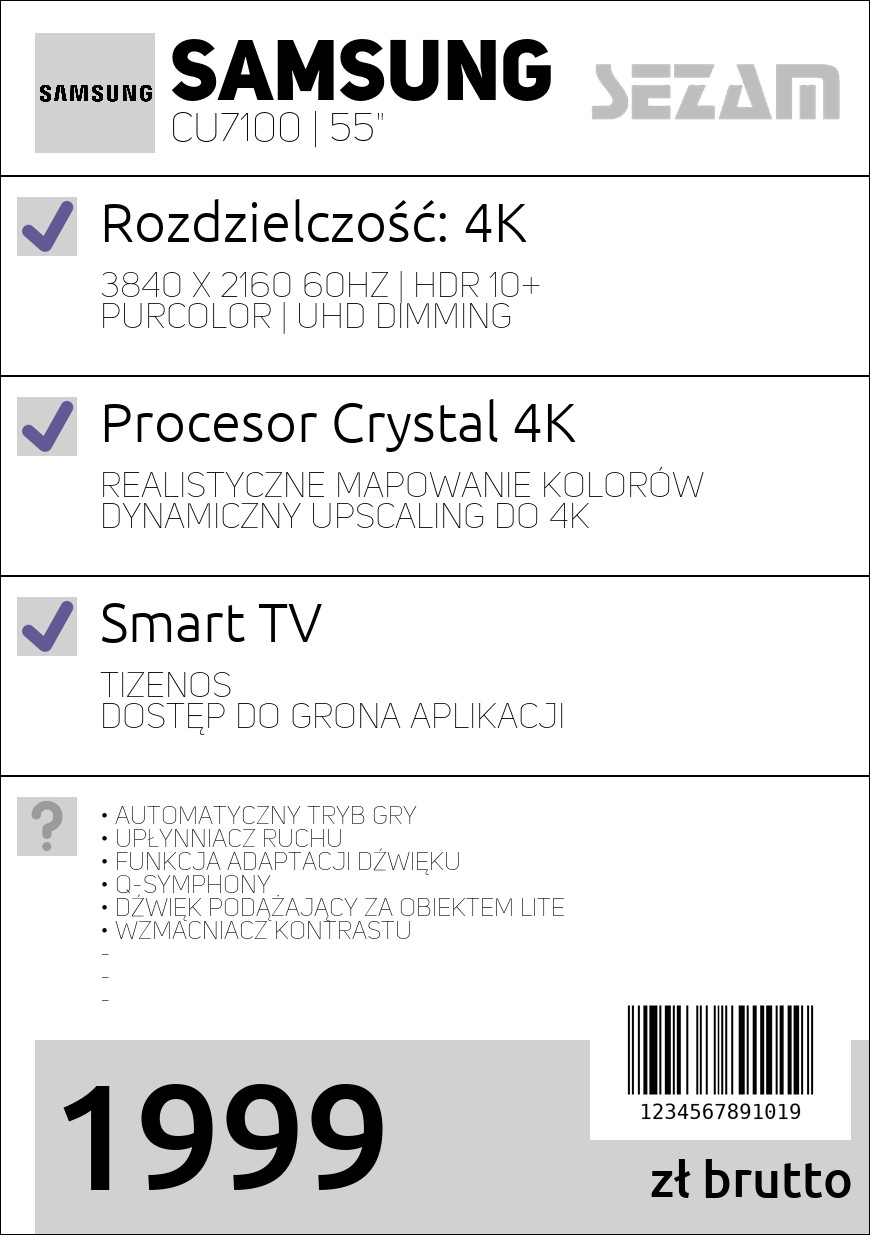 SAMSUNG
SAMSUNG
CU7100 | 55"
SEZAM
Rozdzielczość: 4K
3840 X 2160 60HZ | HDR 10+
PURCOLOR | UHD DIMMING
Procesor Crystal 4K
REALISTYCZNE MAPOWANIE KOLORÓW
DYNAMICZNY UPSCALING DO 4K
Smart TV
TIZENOS
DOSTĘP DO GRONA APLIKACJI
?
• AUTOMATYCZNY TRYB GRY
• UPŁYNNIACZ RUCHU
• FUNKCJA ADAPTACJI DŹWIĘKU
• Q-SYMPHONY
• DŹWIĘK PODĄŻAJĄCY ZA OBIEKTEM LITE
• WZMACNIACZ KONTRASTU
-
-
-
1234567891019
1999
zł brutto